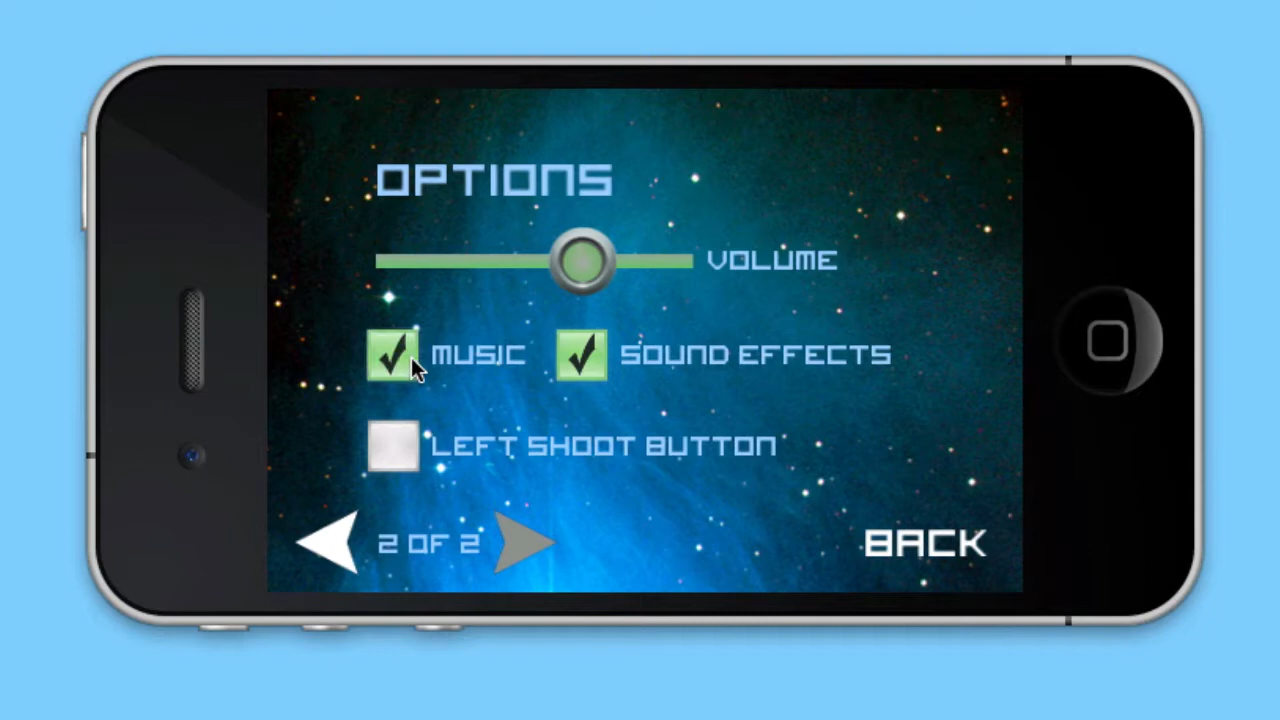 OPTIONS
VOLUME
MUSIC SOUND EFFECTS
LEFT SHOOT BUTTON
2 OF 2 BACK